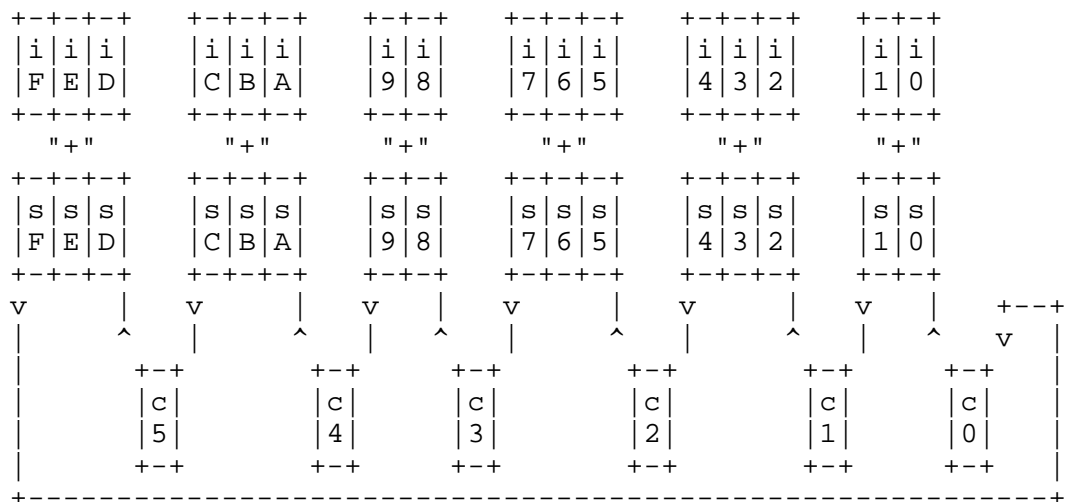 +-+-+-+   +-+-+-+   +-+-+   +-+-+-+   +-+-+-+   +-+-+
|i|i|i|   |i|i|i|   |i|i|   |i|i|i|   |i|i|i|   |i|i|
|F|E|D|   |C|B|A|   |9|8|   |7|6|5|   |4|3|2|   |1|0|
+-+-+-+   +-+-+-+   +-+-+   +-+-+-+   +-+-+-+   +-+-+
  "+"       "+"      "+"      "+"       "+"      "+"
+-+-+-+   +-+-+-+   +-+-+   +-+-+-+   +-+-+-+   +-+-+
|s|s|s|   |s|s|s|   |s|s|   |s|s|s|   |s|s|s|   |s|s|
|F|E|D|   |C|B|A|   |9|8|   |7|6|5|   |4|3|2|   |1|0|
+-+-+-+   +-+-+-+   +-+-+   +-+-+-+   +-+-+-+   +-+-+
v     |   v     |   v   |   v     |   v     |   v   |   +--+
|     ^   |     ^   |   ^   |     ^   |     ^   |   ^   v  |
|      +-+       +-+     +-+       +-+       +-+     +-+   |
|      |c|       |c|     |c|       |c|       |c|     |c|   |
|      |5|       |4|     |3|       |2|       |1|     |0|   |
|      +-+       +-+     +-+       +-+       +-+     +-+   |
+----------------------------------------------------------+